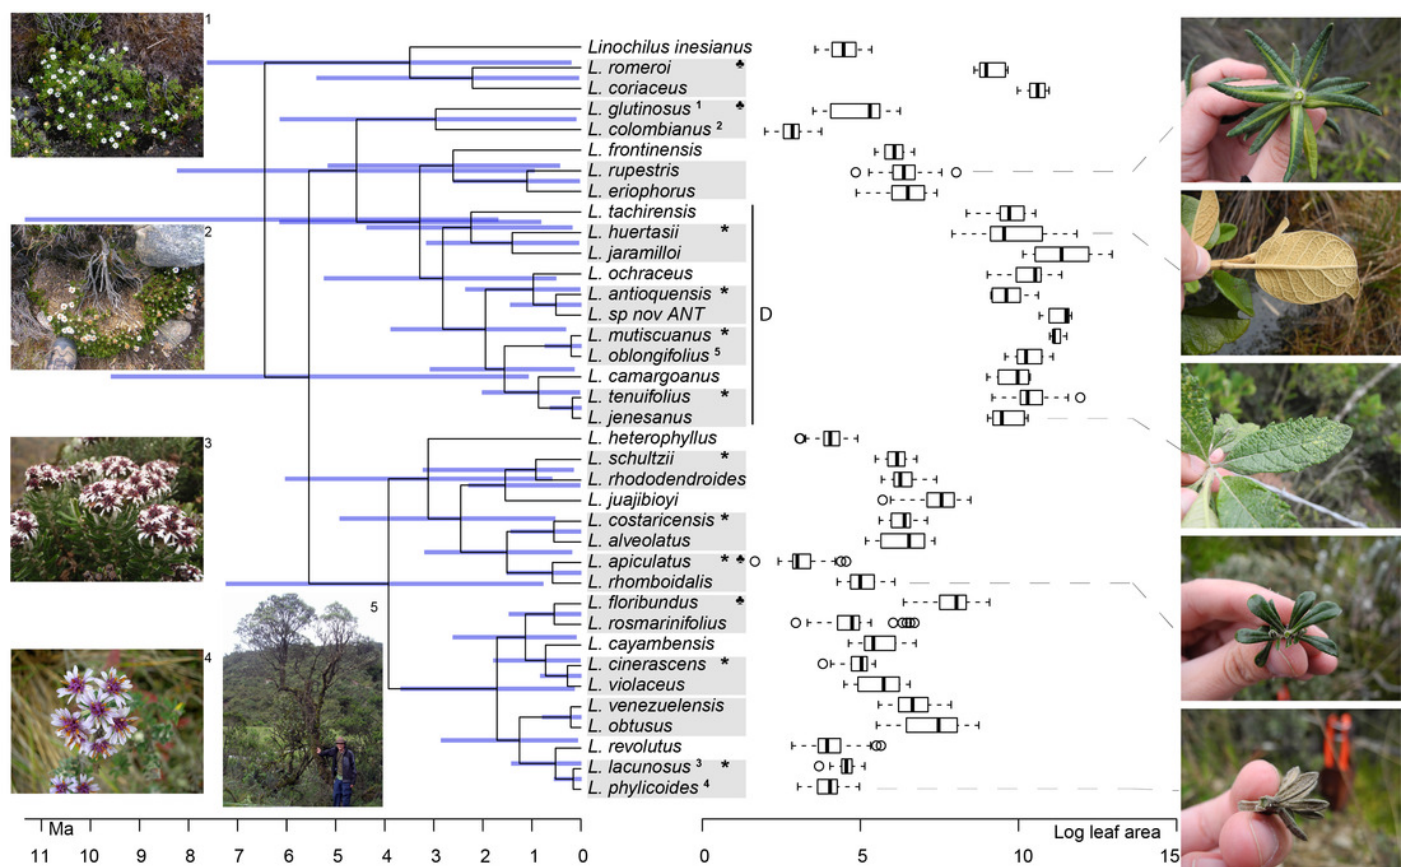 1
Linochilus inesianus
L. romeroi ♣
L. coriaceus
L. glutinosus 1 ♣
L. colombianus 2
L. frontinensis
L. rupestris
L. eriophorus
L. tachirensis
2
L. huertasii *
L. jaramilloi
L. ochraceus
L. antioquensis *
L. sp nov ANT
D
L. mutiscuanus *
L. oblongifolius 5
L. camargoanus
L. tenuifolius *
L. jenesanus
3
L. heterophyllus
L. schultzii *
L. rhododendroides
L. juajibioyi
L. costaricensis *
L. alveolatus
L. apiculatus * ♣
L. rhomboidalis
5
L. floribundus ♣
L. rosmarinifolius
4
L. cayambensis
L. cinerascens *
L. violaceus
L. venezuelensis
L. obtusus
L. revolutus
L. lacunosus 3 *
L. phylicoides 4
Ma
Log leaf area
11 10 9 8 7 6 5 4 3 2 1 0
0 5 10 15